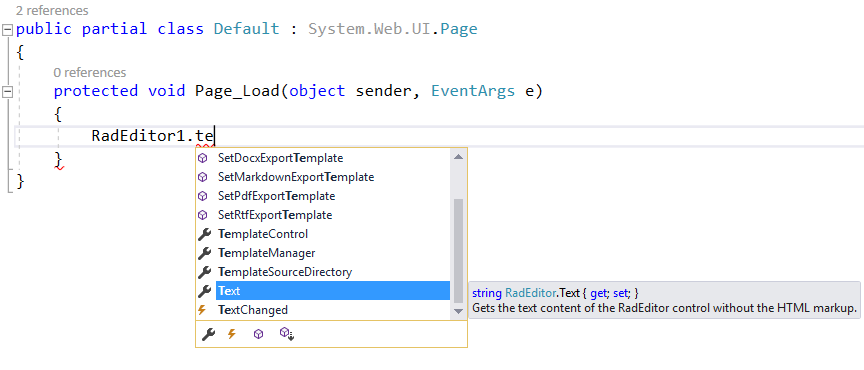 2 references
public partial class Default : System.Web.UI.Page
{
0 references
protected void Page_Load(object sender, EventArgs e)
{
RadEditor1.te
}
}
SetDocxExportTemplate
SetMarkdownExportTemplate
SetPdfExportTemplate
SetRtfExportTemplate
TemplateControl
TemplateManager
TemplateSourceDirectory
Text
TextChanged
string RadEditor.Text { get; set; }
Gets the text content of the RadEditor control without the HTML markup.